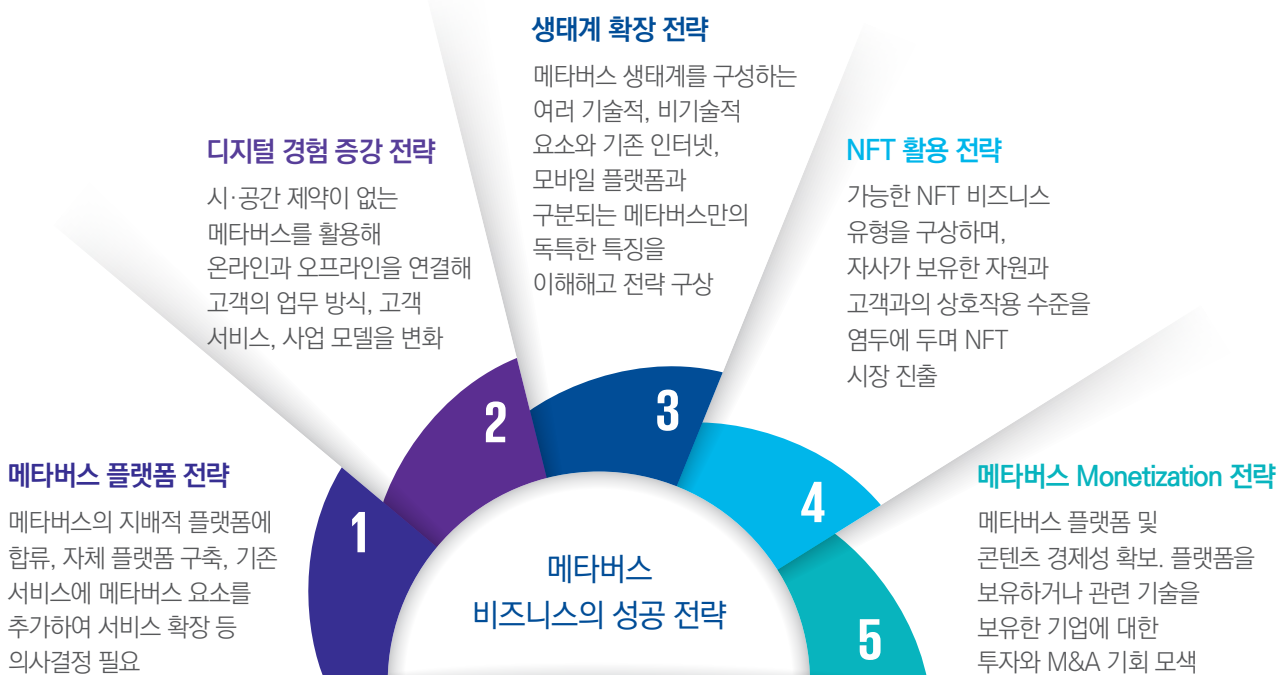 메타버스 플랫폼 전략
메타버스의 지배적 플랫폼에
합류, 자체 플랫폼 구축, 기존
서비스에 메타버스 요소를
추가하여 서비스 확장 등
의사결정 필요
1
디지털 경험 증강 전략
시·공간 제약이 없는
메타버스를 활용해
온라인과 오프라인을 연결해
고객의 업무 방식, 고객
서비스, 사업 모델을 변화
2
생태계 확장 전략
메타버스 생태계를 구성하는
여러 기술적, 비기술적
요소와 기존 인터넷,
모바일 플랫폼과
구분되는 메타버스만의
독특한 특징을
이해해고 전략 구상
3
NFT 활용 전략
가능한 NFT 비즈니스
유형을 구상하며,
자사가 보유한 자원과
고객과의 상호작용 수준을
염두에 두며 NFT
시장 진출
4
메타버스 Monetization 전략
메타버스 플랫폼 및
콘텐츠 경제성 확보. 플랫폼을
보유하거나 관련 기술을
보유한 기업에 대한
투자와 M&A 기회 모색
5
메타버스
비즈니스의 성공 전략